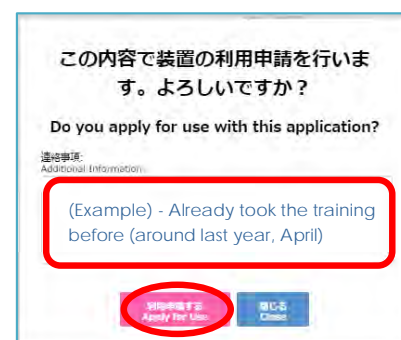 この内容で装置の利用申請を行いま
す。よろしいですか？
Do you apply for use with this application?
連絡事項:
Additional Information:
(Example) - Already took the training
before (around last year, April)
利用申請する
Apply for Use
閉じる
Close